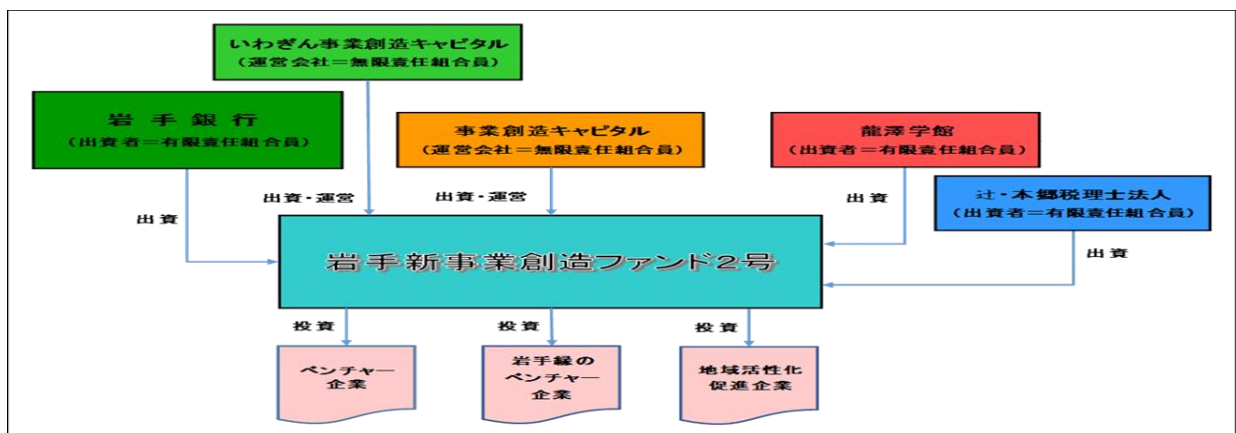 いわぎん事業創造キャピタル
(運営会社=無限責任組合員)
岩手銀行
(出資者=有限責任組合員)
事業創造キャピタル
(運営会社=無限責任組合員)
龍澤学館
(出資者=有限責任組合員)
辻・本郷税理士法人
(出資者=有限責任組合員)
出資
出資・運営
出資・運営
出資
出資
岩手新事業創造ファンド2号
投資
投資
投資
ベンチャー
企業
岩手縁の
ベンチャー
企業
地域活性化
促進企業